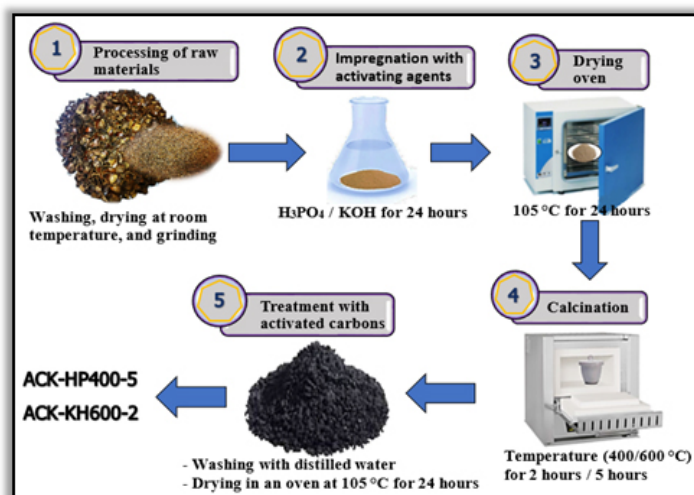 1
Processing of raw
materials
2
Impregnation with
activating agents
3
Drying
oven
Washing, drying at room
temperature, and grinding
H₃PO₄ / KOH for 24 hours
105 °C for 24 hours
5
Treatment with
activated carbons
4
Calcination
ACK-HP400-5
ACK-KH600-2
- Washing with distilled water
- Drying in an oven at 105 °C for 24 hours
Temperature (400/600 °C)
for 2 hours / 5 hours